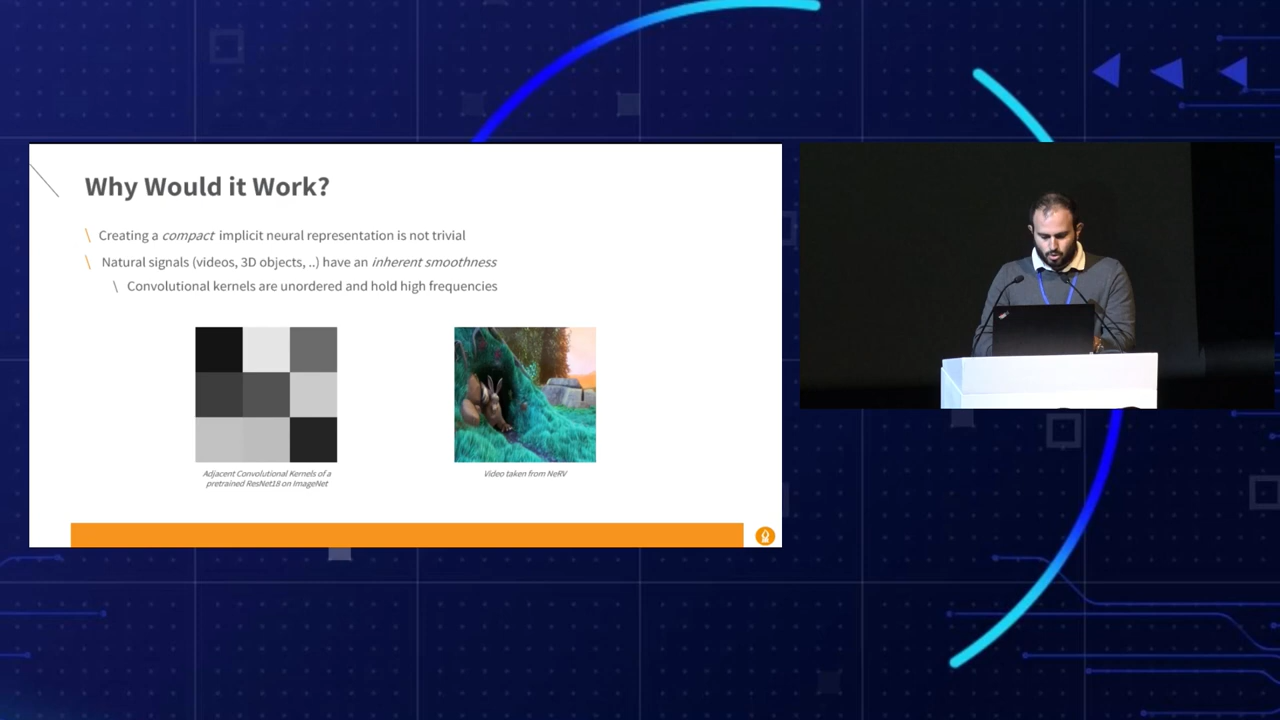 Why Would it Work?
\ Creating a compact implicit neural representation is not trivial
\ Natural signals (videos, 3D objects, ..) have an inherent smoothness
\ Convolutional kernels are unordered and hold high frequencies
Adjacent Convolutional Kernels of a
pretrained ResNet18 on ImageNet
Video taken from NeRV